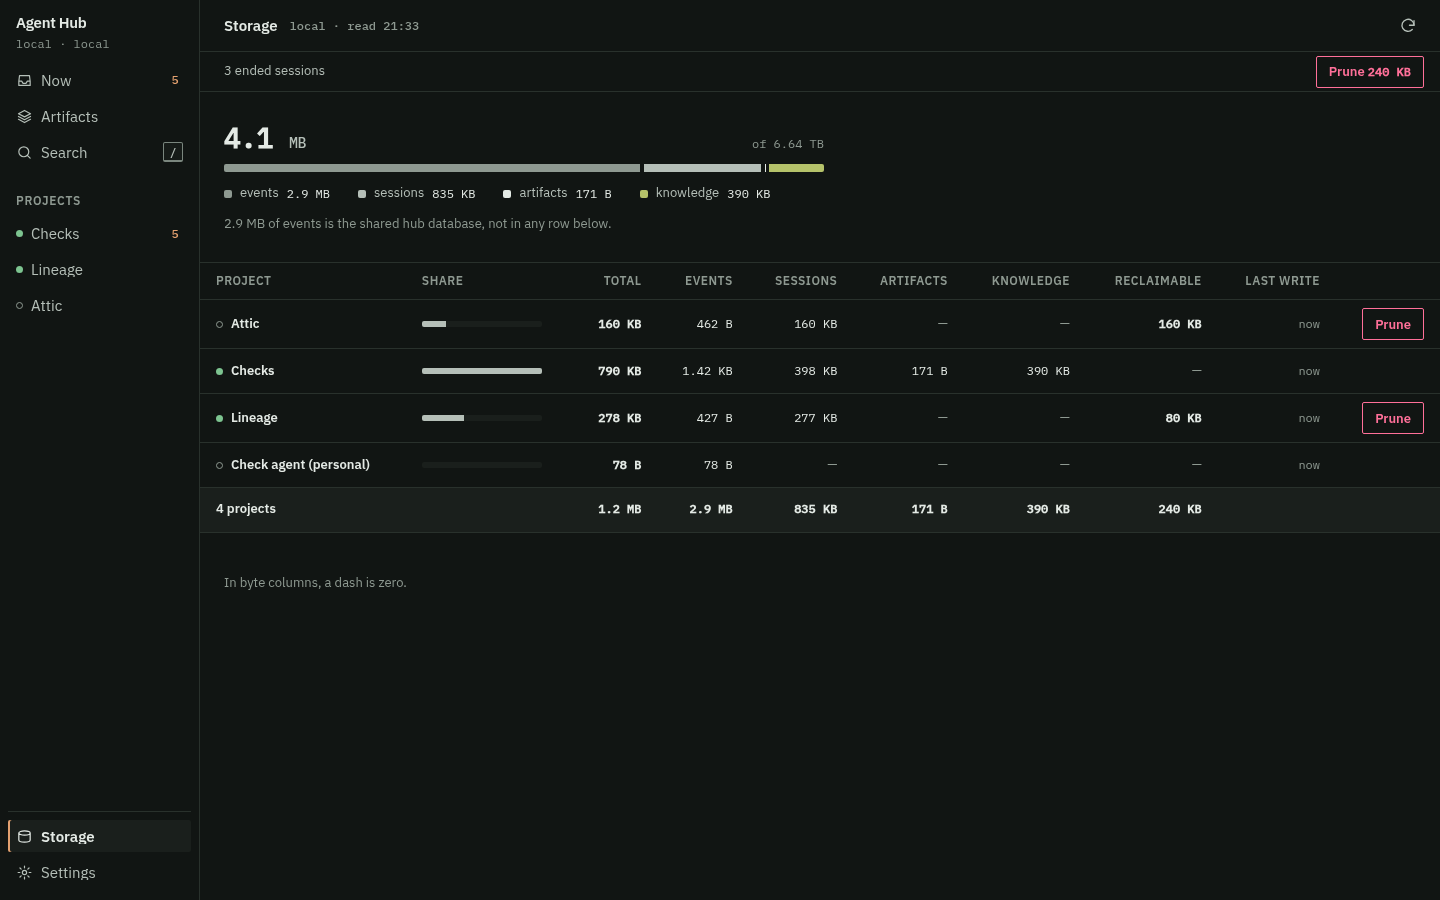 Agent Hub
local · local
Now 5
Artifacts
Search /
PROJECTS
Checks 5
Lineage
Attic
Storage
Settings
Storage local · read 21:33
3 ended sessions Prune 240 KB
4.1 MB of 6.64 TB
events 2.9 MB sessions 835 KB artifacts 171 B knowledge 390 KB
2.9 MB of events is the shared hub database, not in any row below.
PROJECT SHARE TOTAL EVENTS SESSIONS ARTIFACTS KNOWLEDGE RECLAIMABLE LAST WRITE
Attic 160 KB 462 B 160 KB — — 160 KB now Prune
Checks 790 KB 1.42 KB 398 KB 171 B 390 KB — now
Lineage 278 KB 427 B 277 KB — — 80 KB now Prune
Check agent (personal) 78 B 78 B — — — — now
4 projects 1.2 MB 2.9 MB 835 KB 171 B 390 KB 240 KB
In byte columns, a dash is zero.